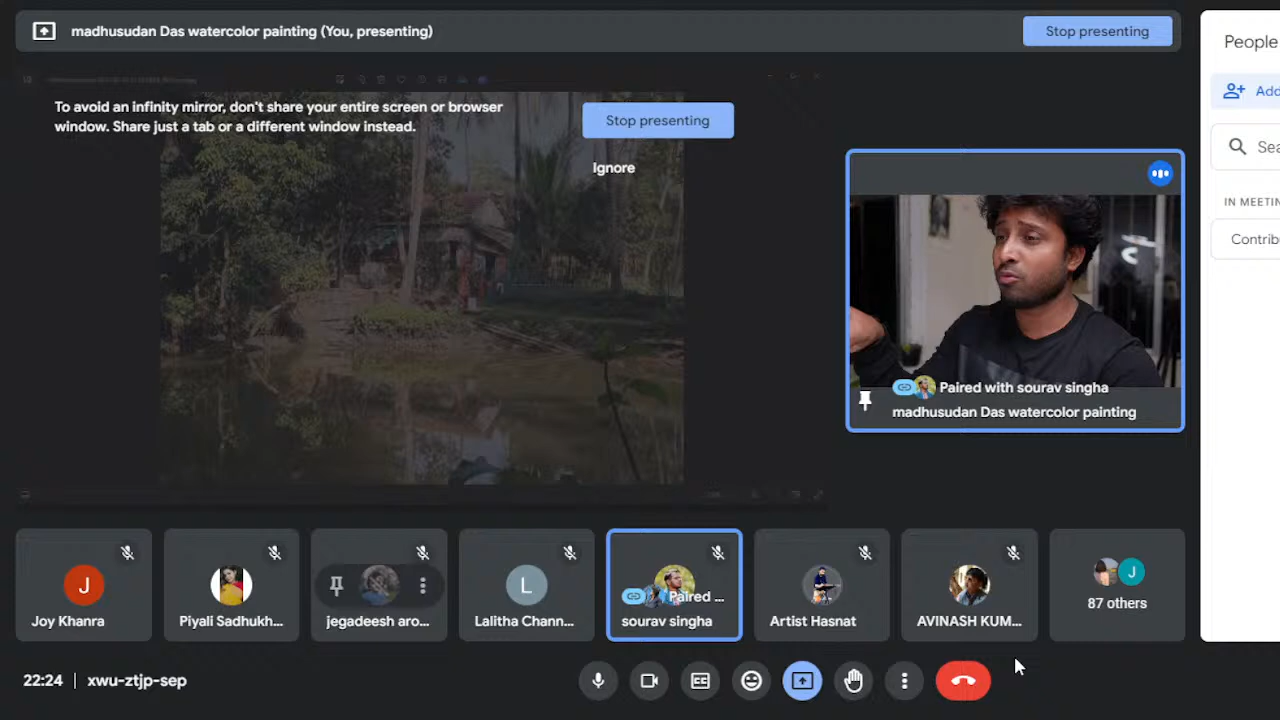 madhusudan Das watercolor painting (You, presenting)
Stop presenting
People
To avoid an infinity mirror, don't share your entire screen or browser
window. Share just a tab or a different window instead.
Stop presenting
Ignore
Add
Sea
IN MEETIN
Contrib
Paired with sourav singha
madhusudan Das watercolor painting
J
Joy Khanra
Piyali Sadhukh...
jegadeesh aro...
L
Lalitha Chann...
Paired ...
sourav singha
Artist Hasnat
AVINASH KUM...
J
87 others
22:24 | xwu-ztjp-sep